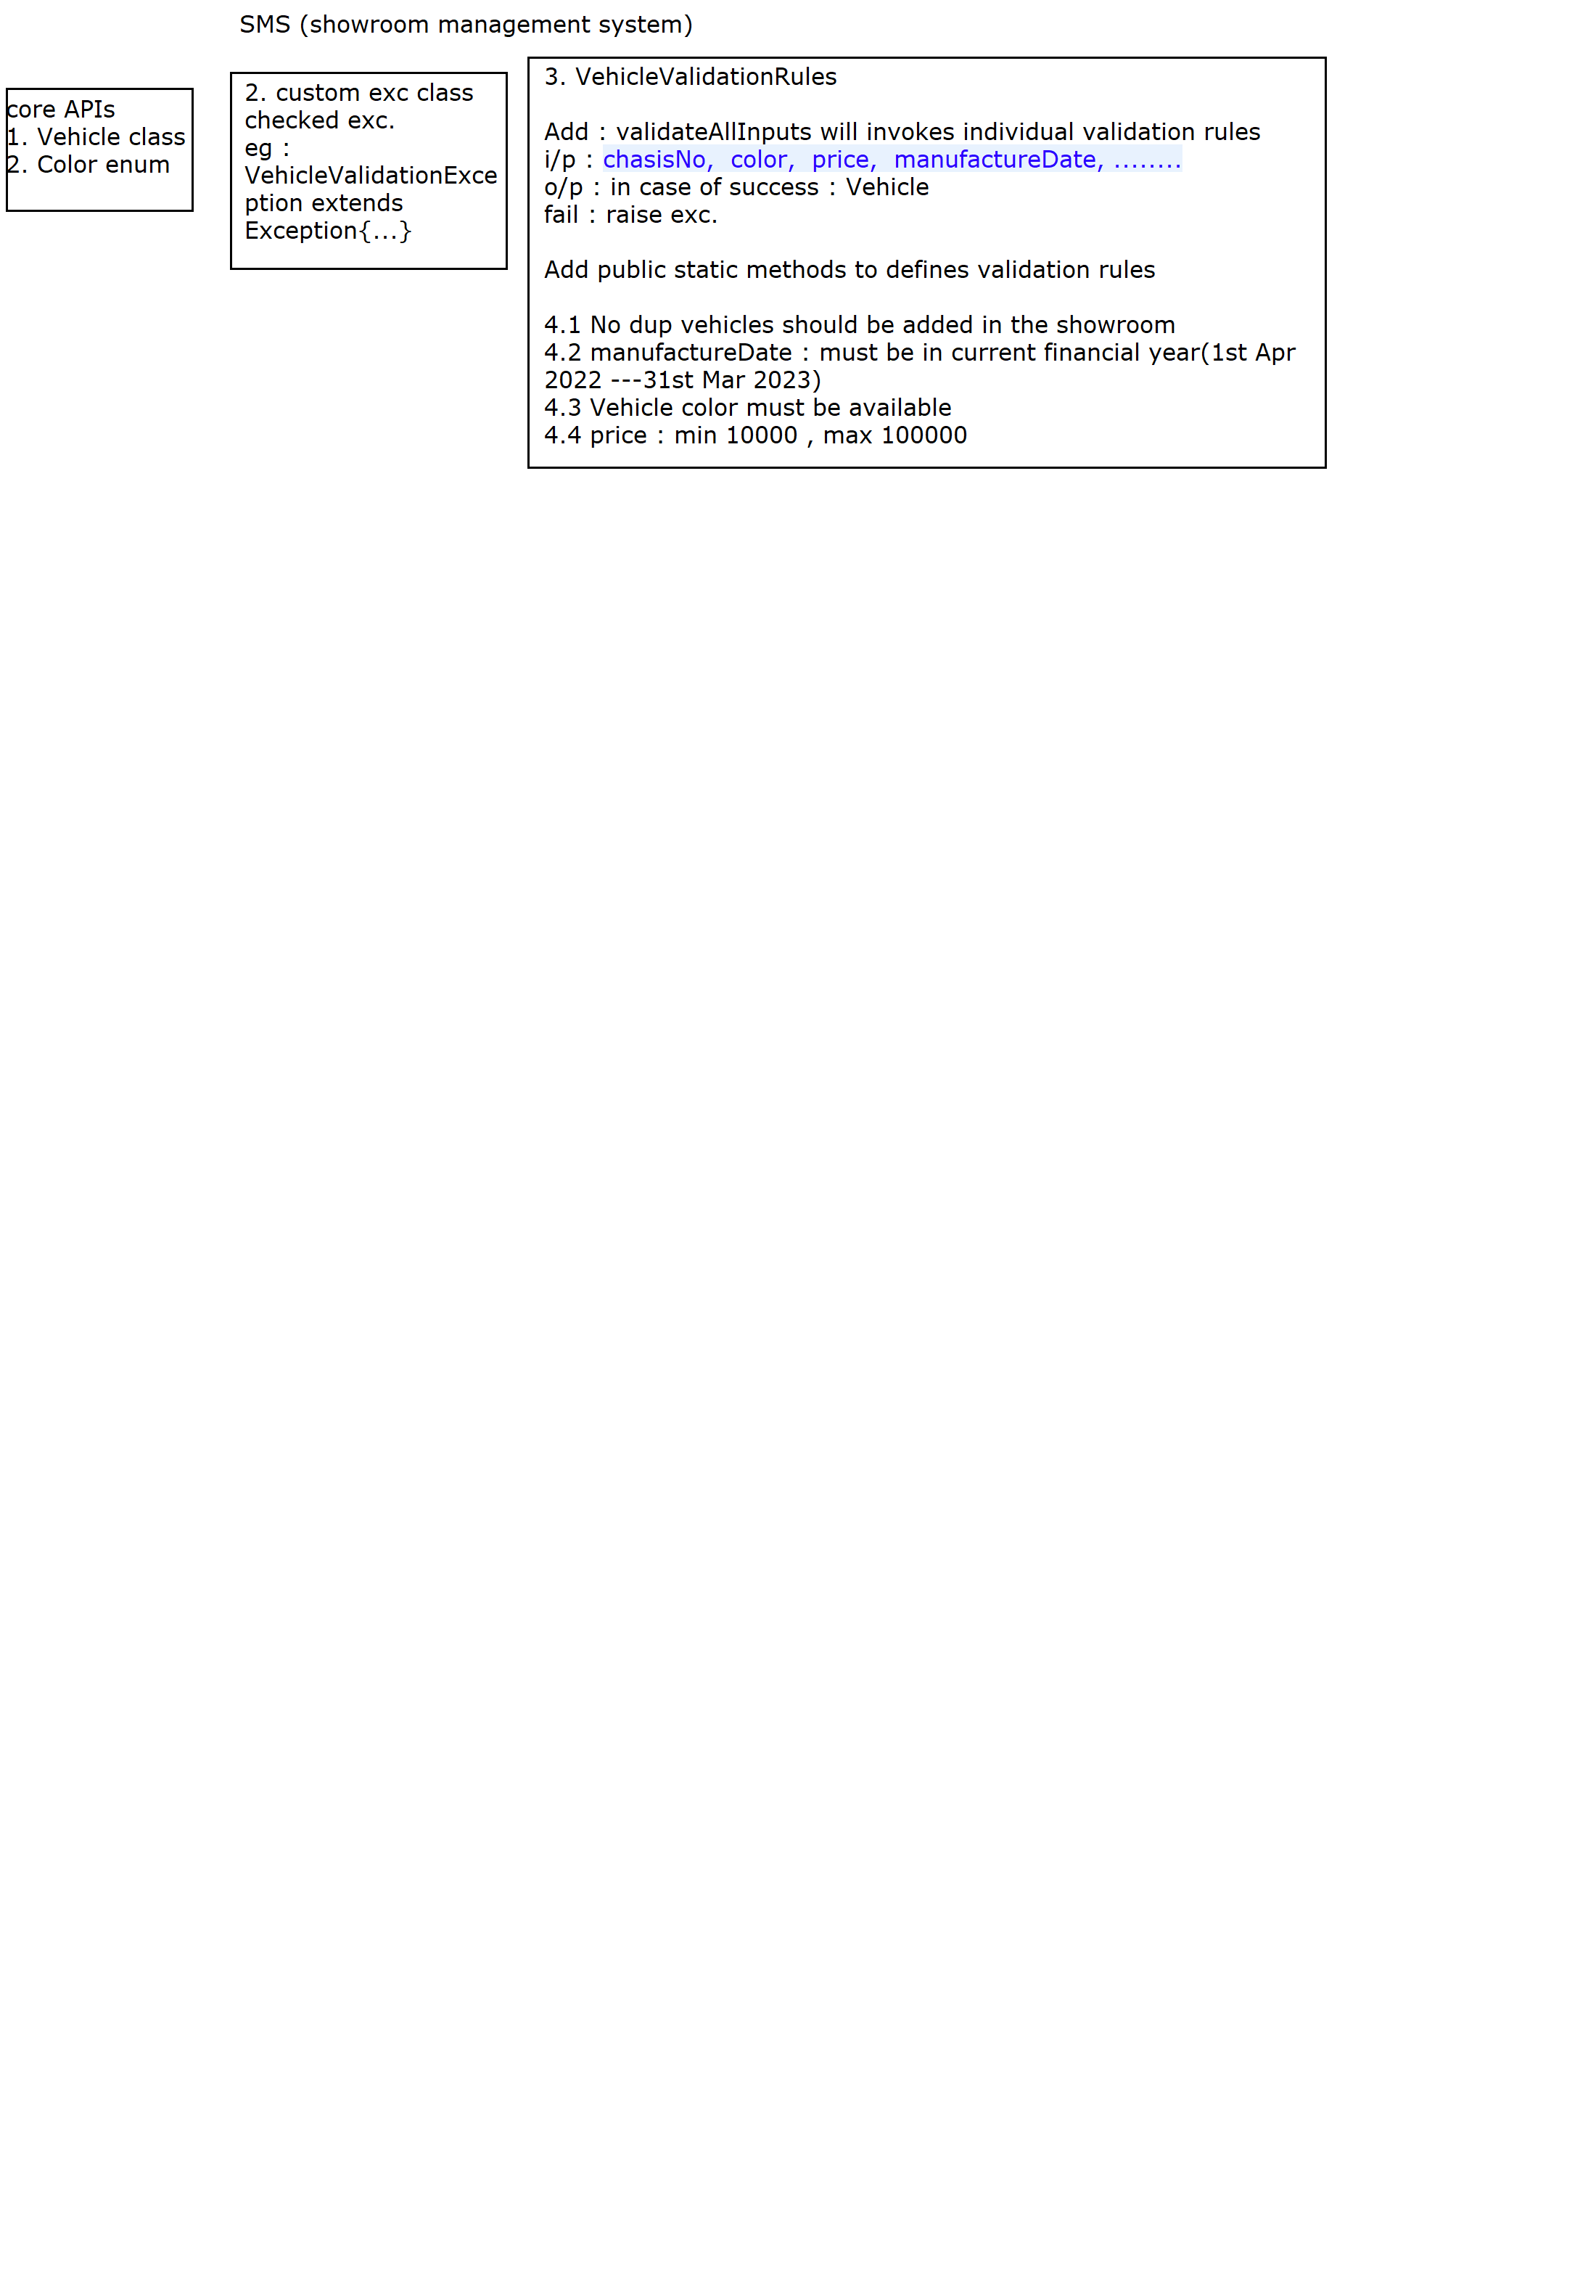 SMS (showroom management system)
core APIs
1. Vehicle class
2. Color enum
2. custom exc class
checked exc.
eg :
VehicleValidationExce
ption extends
Exception{...}
3. VehicleValidationRules
Add : validateAllInputs will invokes individual validation rules
i/p : chasisNo,  color,  price,  manufactureDate, ........
o/p : in case of success : Vehicle
fail : raise exc.
Add public static methods to defines validation rules
4.1 No dup vehicles should be added in the showroom
4.2 manufactureDate : must be in current financial year(1st Apr
2022 ---31st Mar 2023)
4.3 Vehicle color must be available
4.4 price : min 10000 , max 100000